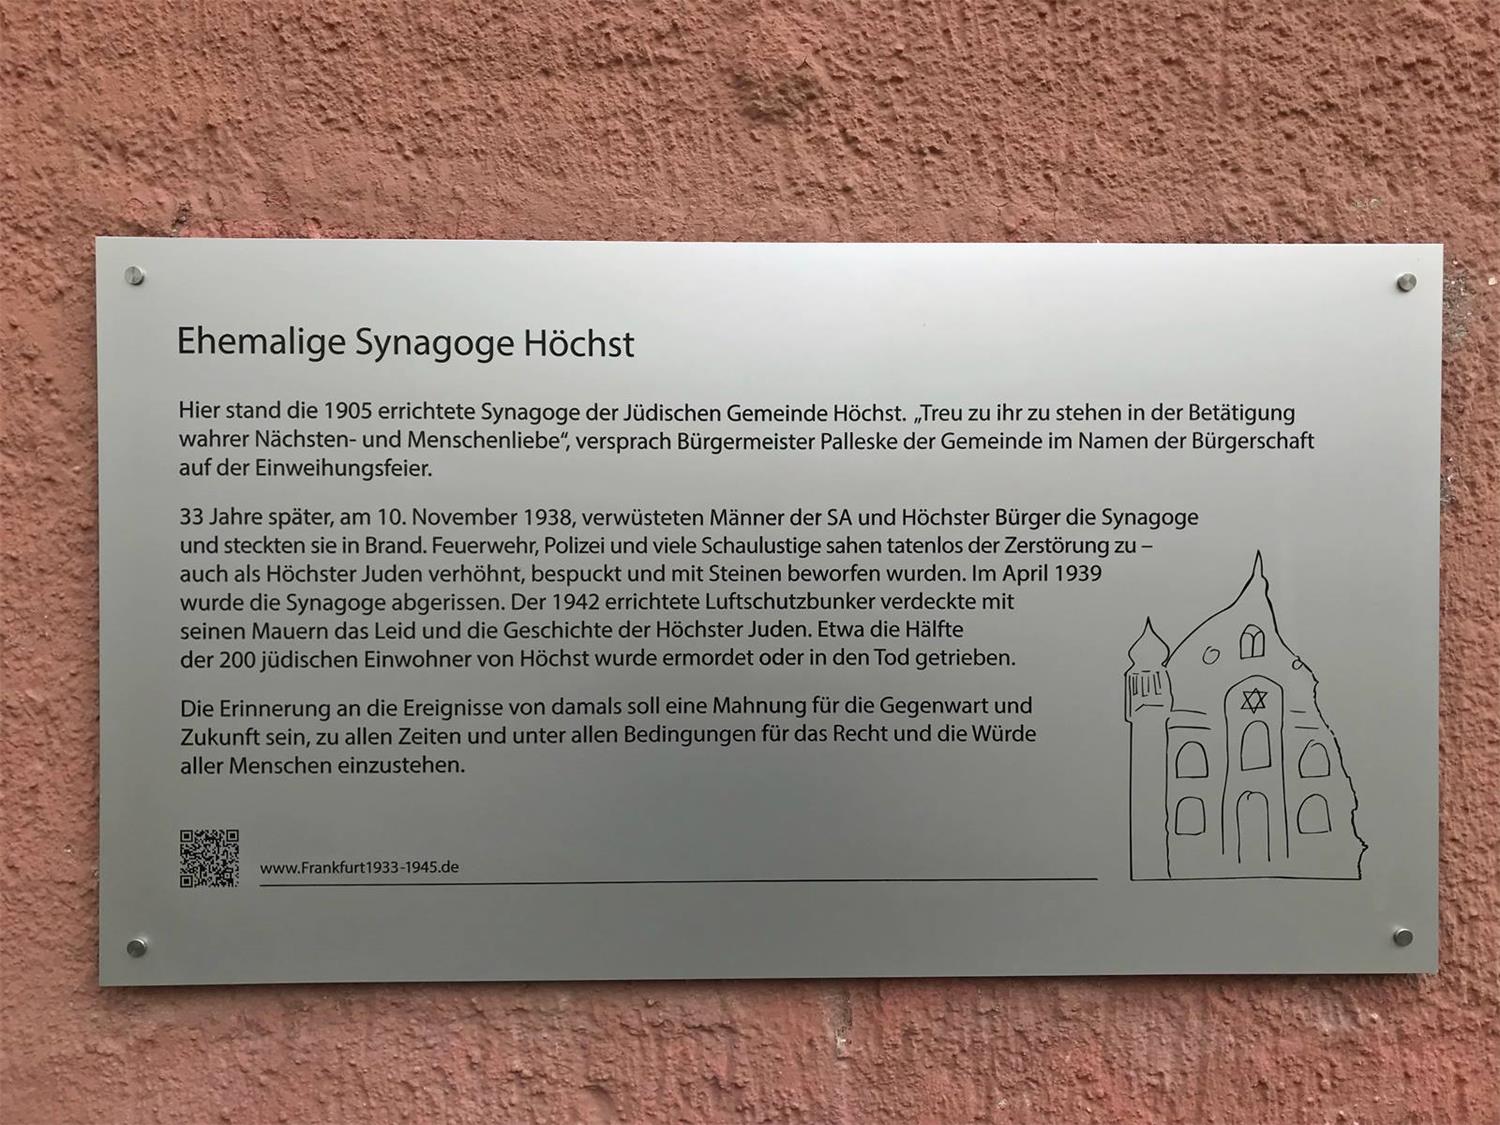 Ehemalige Synagoge Höchst
Hier stand die 1905 errichtete Synagoge der Jüdischen Gemeinde Höchst. „Treu zu ihr zu stehen in der Betätigung
wahrer Nächsten- und Menschenliebe“, versprach Bürgermeister Palleske der Gemeinde im Namen der Bürgerschaft
auf der Einweihungsfeier.
33 Jahre später, am 10. November 1938, verwüsteten Männer der SA und Höchster Bürger die Synagoge
und steckten sie in Brand. Feuerwehr, Polizei und viele Schaulustige sahen tatenlos der Zerstörung zu –
auch als Höchster Juden verhöhnt, bespuckt und mit Steinen beworfen wurden. Im April 1939
wurde die Synagoge abgerissen. Der 1942 errichtete Luftschutzbunker verdeckte mit
seinen Mauern das Leid und die Geschichte der Höchster Juden. Etwa die Hälfte
der 200 jüdischen Einwohner von Höchst wurde ermordet oder in den Tod getrieben.
Die Erinnerung an die Ereignisse von damals soll eine Mahnung für die Gegenwart und
Zukunft sein, zu allen Zeiten und unter allen Bedingungen für das Recht und die Würde
aller Menschen einzustehen.
www.Frankfurt1933-1945.de